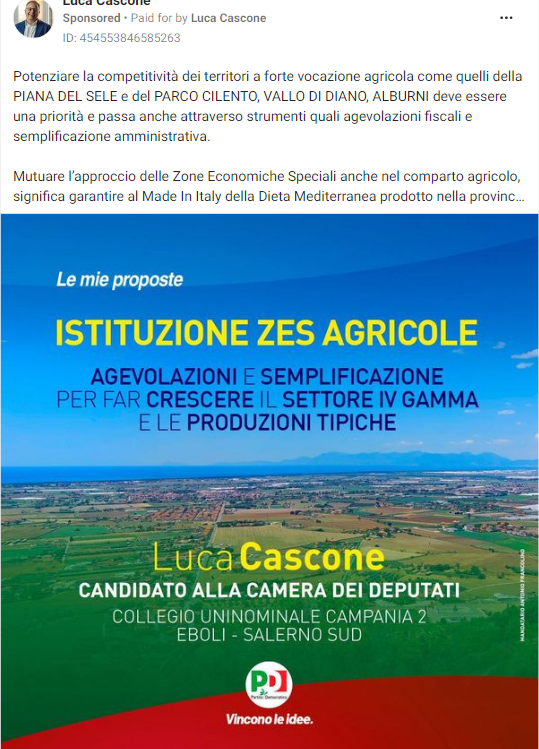 Luca Cascone
Sponsored • Paid for by Luca Cascone
ID: 454553846585263
Potenziare la competitività dei territori a forte vocazione agricola come quelli della
PIANA DEL SELE e del PARCO CILENTO, VALLO DI DIANO, ALBURNI deve essere
una priorità e passa anche attraverso strumenti quali agevolazioni fiscali e
semplificazione amministrativa.
Mutuare l'approccio delle Zone Economiche Speciali anche nel comparto agricolo,
significa garantire al Made In Italy della Dieta Mediterranea prodotto nella provinc...
Le mie proposte
ISTITUZIONE ZES AGRICOLE
AGEVOLAZIONI E SEMPLIFICAZIONE
PER FAR CRESCERE IL SETTORE IV GAMMA
E LE PRODUZIONI TIPICHE
Luca Cascone
CANDIDATO ALLA CAMERA DEI DEPUTATI
COLLEGIO UNINOMINALE CAMPANIA 2
EBOLI - SALERNO SUD
MANDATARIO ANTONIO FRANCOLINO
PD
Partito Democratico
Vincono le idee.